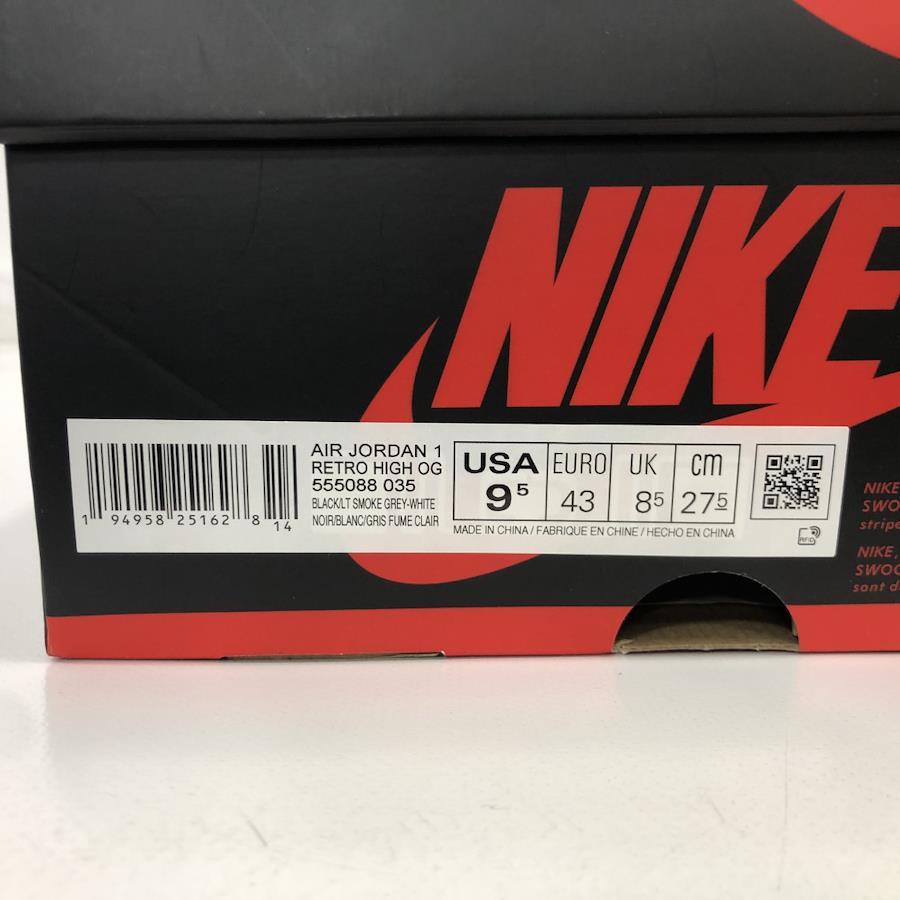 NIKE
AIR JORDAN 1
RETRO HIGH OG
555088 035
BLACK/LT SMOKE GREY-WHITE
NOIR/BLANC/GRIS FUME CLAIR
1 94958 25162 8 14
USA EURO UK cm
9⁵ 43 8⁵ 27⁵
MADE IN CHINA / FABRIQUE EN CHINE / HECHO EN CHINA
RFID
NIKE
SWOO
stripe
NIKE,
SWOO
sont d